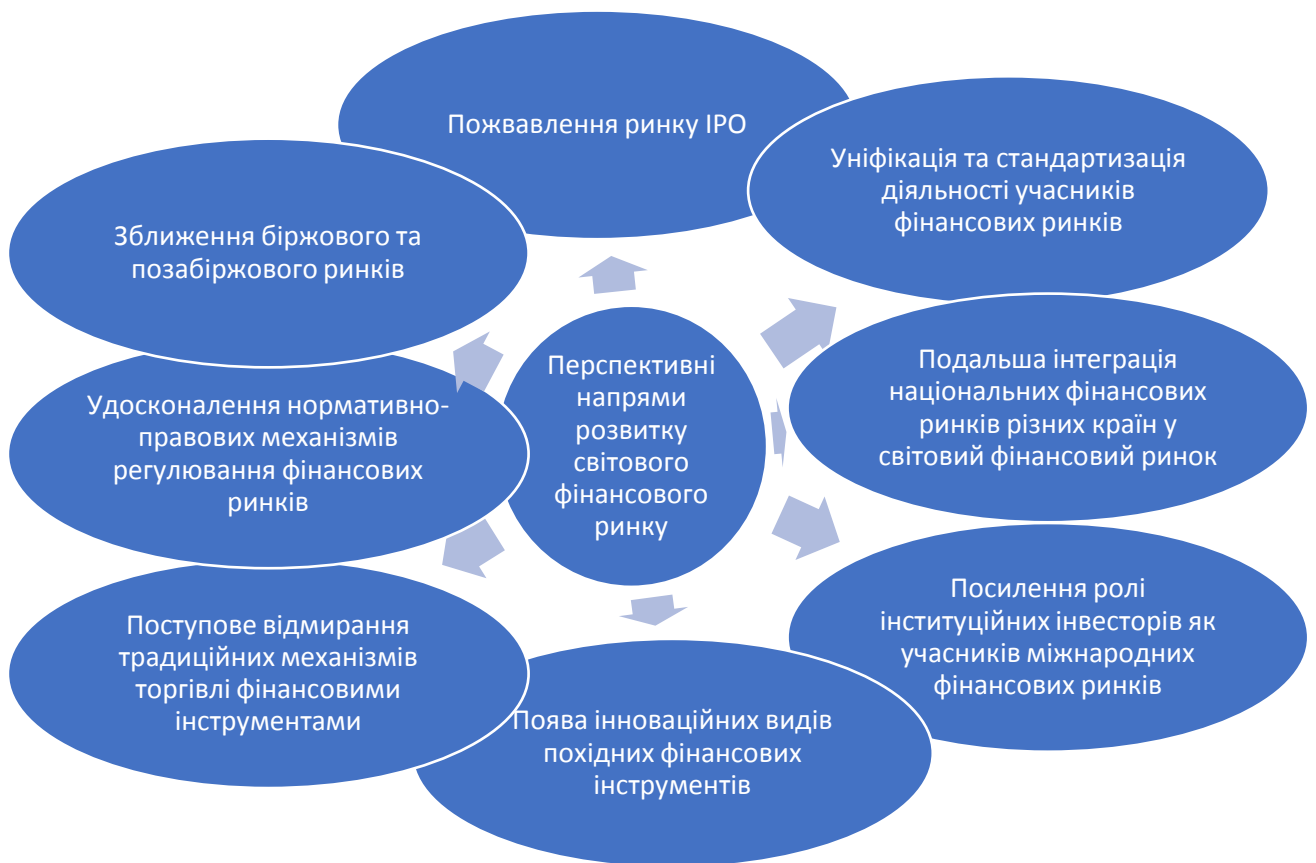 Пожвавлення ринку IPO
Уніфікація та стандартизація
діяльності учасників
фінансових ринків
Подальша інтеграція
національних фінансових
ринків різних країн у
світовий фінансовий ринок
Посилення ролі
інституційних інвесторів як
учасників міжнародних
фінансових ринків
Поява інноваційних видів
похідних фінансових
інструментів
Поступове відмирання
традиційних механізмів
торгівлі фінансовими
інструментами
Удосконалення нормативно-
правових механізмів
регулювання фінансових
ринків
Зближення біржового та
позабіржового ринків
Перспективні
напрями
розвитку
світового
фінансового
ринку